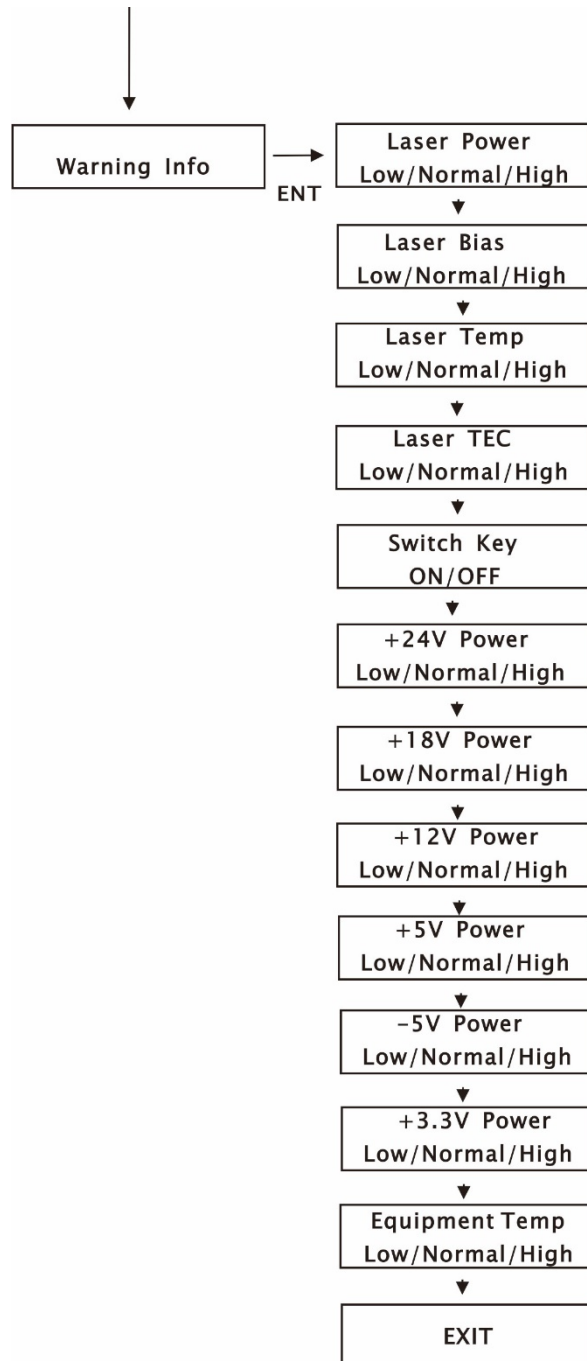 Warning Info
ENT
Laser Power
Low/Normal/High
Laser Bias
Low/Normal/High
Laser Temp
Low/Normal/High
Laser TEC
Low/Normal/High
Switch Key
ON/OFF
+24V Power
Low/Normal/High
+18V Power
Low/Normal/High
+12V Power
Low/Normal/High
+5V Power
Low/Normal/High
-5V Power
Low/Normal/High
+3.3V Power
Low/Normal/High
Equipment Temp
Low/Normal/High
EXIT